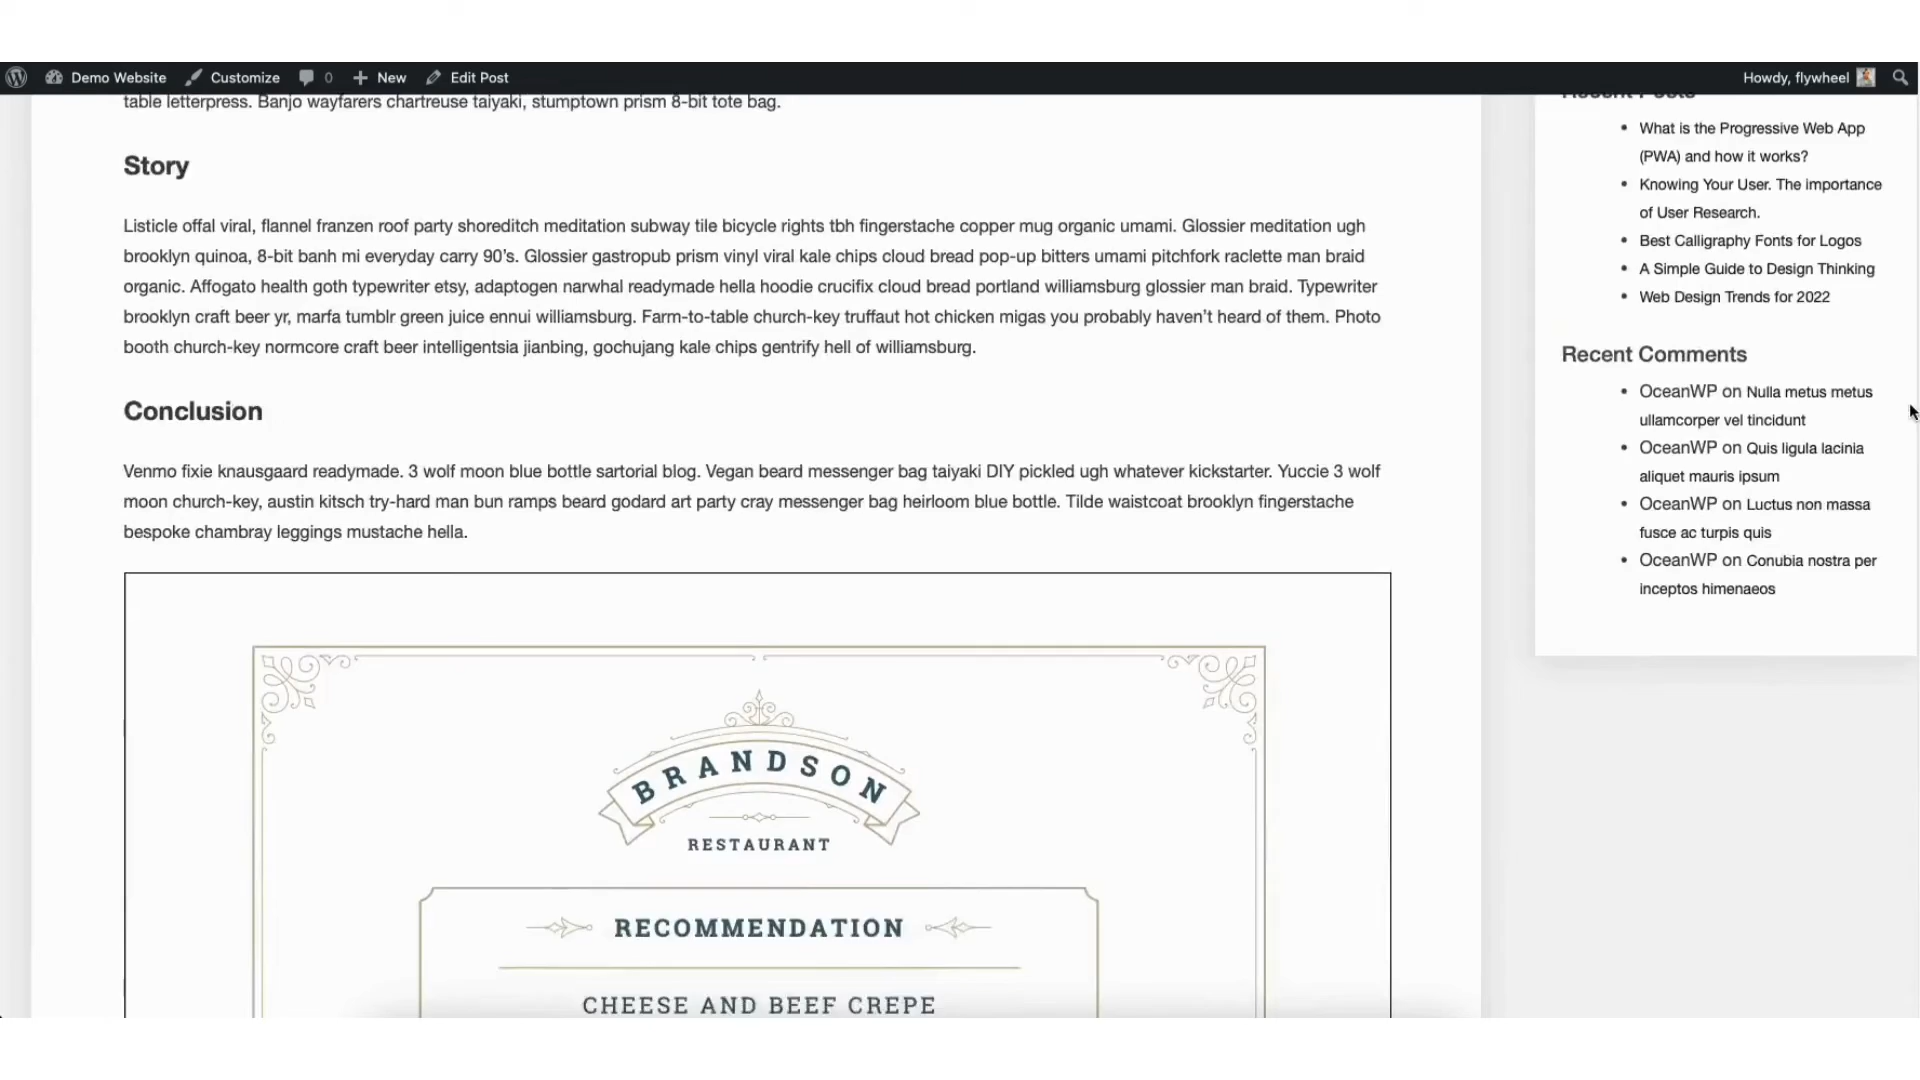 Demo Website Customize 0 New Edit Post Howdy, flywheel
table letterpress. Banjo wayfarers chartreuse taiyaki, stumptown prism 8-bit tote bag.
Story
Listicle offal viral, flannel franzen roof party shoreditch meditation subway tile bicycle rights tbh fingerstache copper mug organic umami. Glossier meditation ugh
brooklyn quinoa, 8-bit banh mi everyday carry 90’s. Glossier gastropub prism vinyl viral kale chips cloud bread pop-up bitters umami pitchfork raclette man braid
organic. Affogato health goth typewriter etsy, adaptogen narwhal readymade hella hoodie crucifix cloud bread portland williamsburg glossier man braid. Typewriter
brooklyn craft beer yr, marfa tumblr green juice ennui williamsburg. Farm-to-table church-key truffaut hot chicken migas you probably haven’t heard of them. Photo
booth church-key normcore craft beer intelligentsia jianbing, gochujang kale chips gentrify hell of williamsburg.
Conclusion
Venmo fixie knausgaard readymade. 3 wolf moon blue bottle sartorial blog. Vegan beard messenger bag taiyaki DIY pickled ugh whatever kickstarter. Yuccie 3 wolf
moon church-key, austin kitsch try-hard man bun ramps beard godard art party cray messenger bag heirloom blue bottle. Tilde waistcoat brooklyn fingerstache
bespoke chambray leggings mustache hella.
BRANDSON
RESTAURANT
RECOMMENDATION
CHEESE AND BEEF CREPE
Recent Posts
What is the Progressive Web App
(PWA) and how it works?
Knowing Your User. The importance
of User Research.
Best Calligraphy Fonts for Logos
A Simple Guide to Design Thinking
Web Design Trends for 2022
Recent Comments
OceanWP on Nulla metus metus
ullamcorper vel tincidunt
OceanWP on Quis ligula lacinia
aliquet mauris ipsum
OceanWP on Luctus non massa
fusce ac turpis quis
OceanWP on Conubia nostra per
inceptos himenaeos